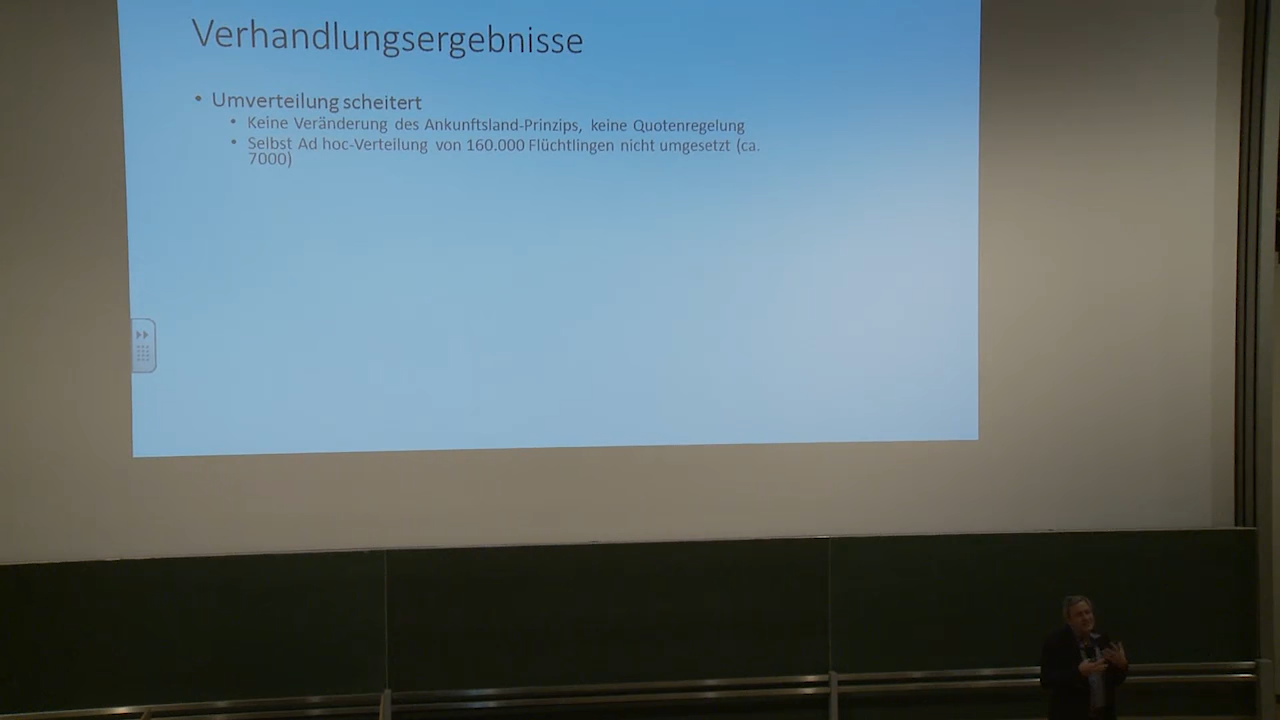 Verhandlungsergebnisse
• Umverteilung scheitert
• Keine Veränderung des Ankunftsland-Prinzips, keine Quotenregelung
• Selbst Ad hoc-Verteilung von 160.000 Flüchtlingen nicht umgesetzt (ca.
7000)